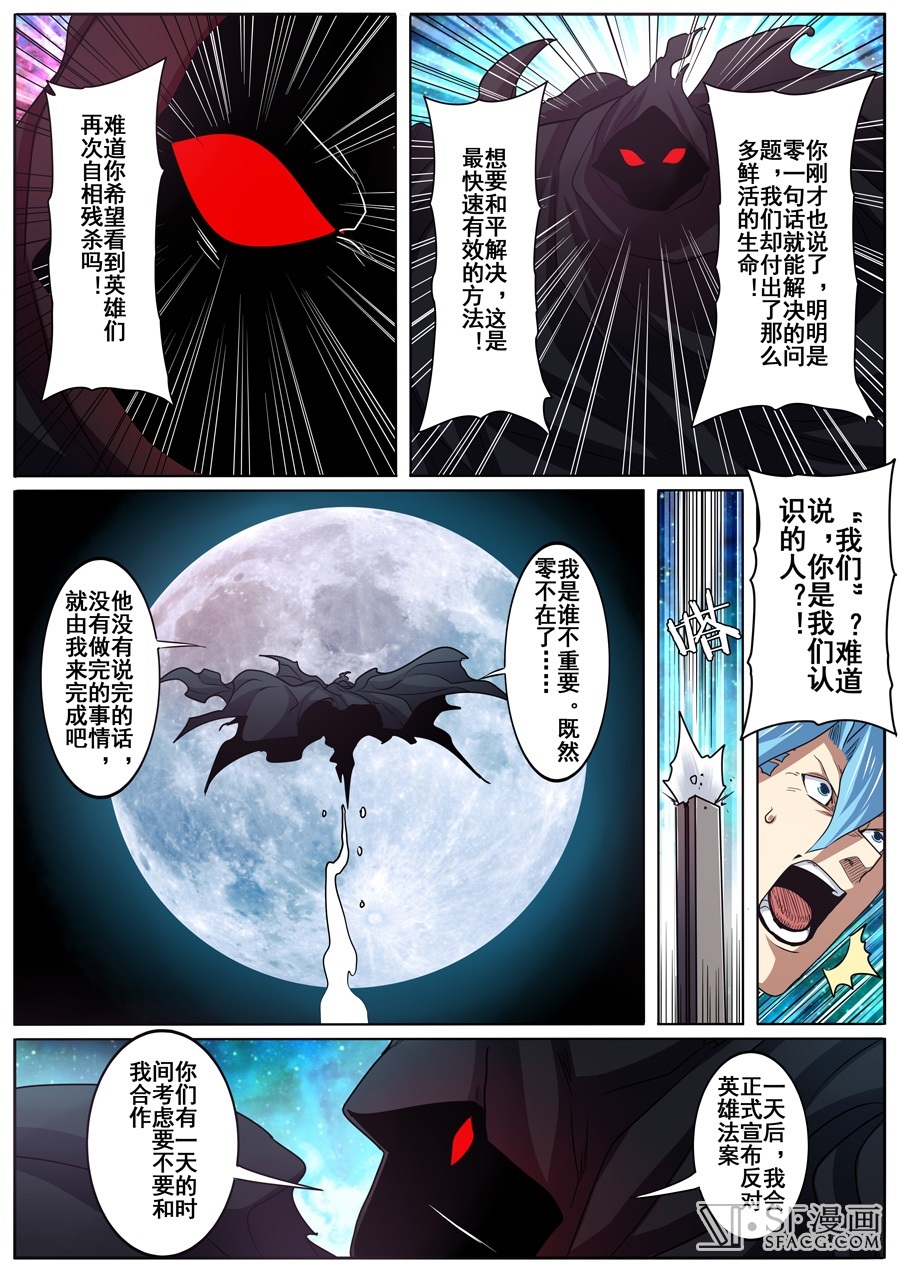 你刚才也说了，明明是
零一句话就能解决的问
题，我们却付出了那么
多鲜活的生命！
想要和平解决，这是
最快速有效的方法！
难道你希望看到英雄们
再次自相残杀吗！
“我们”？难道
说，你是我们认
识的人？！
嗒
我是谁不重要。既然
零不在了……
他没有说完的话，
没有做完的事情，
就由我来完成吧
一天后，我会
正式宣布反对
英雄法案
你们有一天的时
间考虑要不要和
我合作
SF漫画
SFACG.COM